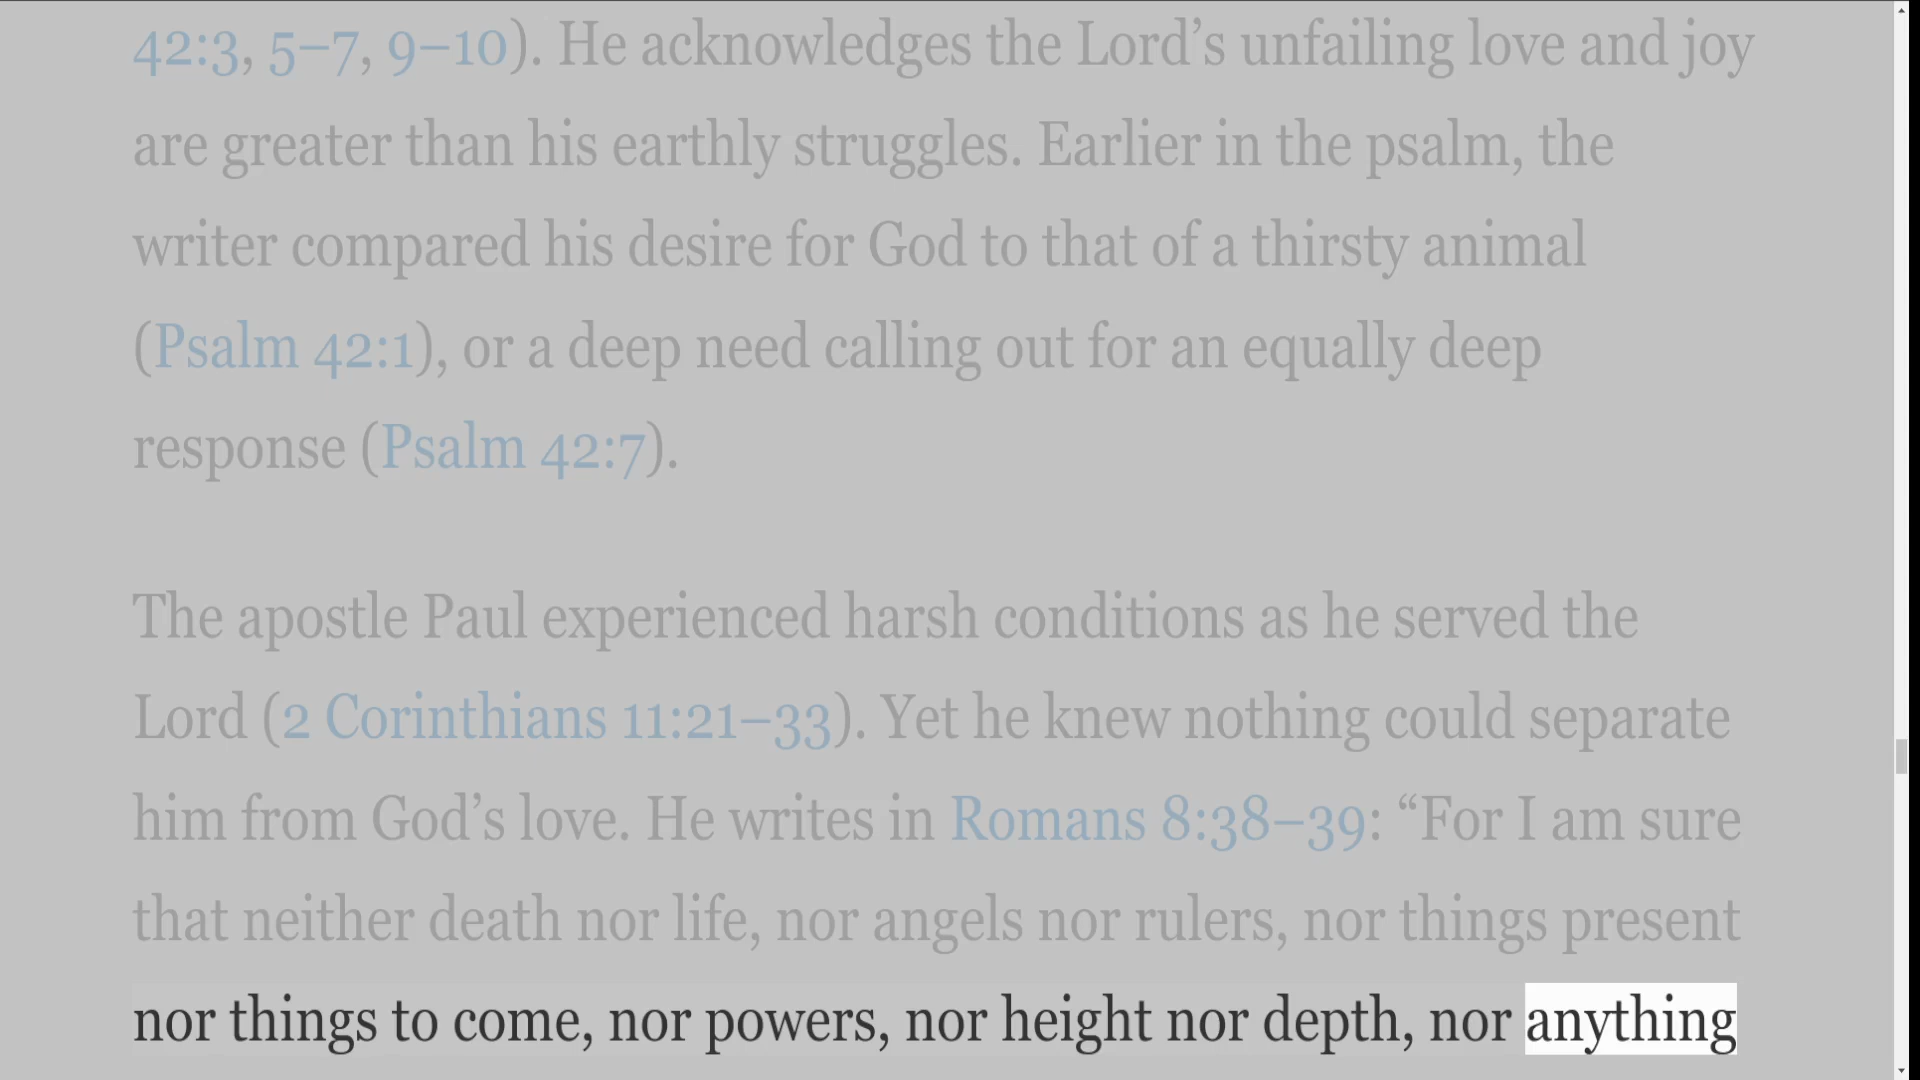 42:3, 5–7, 9–10). He acknowledges the Lord’s unfailing love and joy
are greater than his earthly struggles. Earlier in the psalm, the
writer compared his desire for God to that of a thirsty animal
(Psalm 42:1), or a deep need calling out for an equally deep
response (Psalm 42:7).
The apostle Paul experienced harsh conditions as he served the
Lord (2 Corinthians 11:21–33). Yet he knew nothing could separate
him from God’s love. He writes in Romans 8:38–39: “For I am sure
that neither death nor life, nor angels nor rulers, nor things present
nor things to come, nor powers, nor height nor depth, nor anything